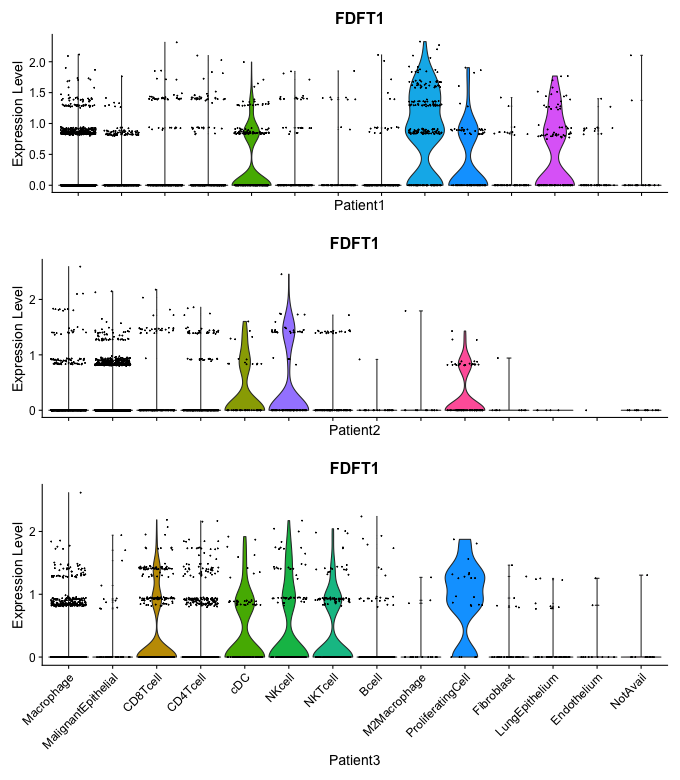 FDFT1
Expression Level
2.0
1.5
1.0
0.5
0.0
Patient1
FDFT1
Expression Level
2
1
0
Patient2
FDFT1
Expression Level
2
1
0
Macrophage
MalignantEpithelial
CD8Tcell
CD4Tcell
cDC
NKcell
NKTcell
Bcell
M2Macrophage
ProliferatingCell
Fibroblast
LungEpithelium
Endothelium
NotAvail
Patient3